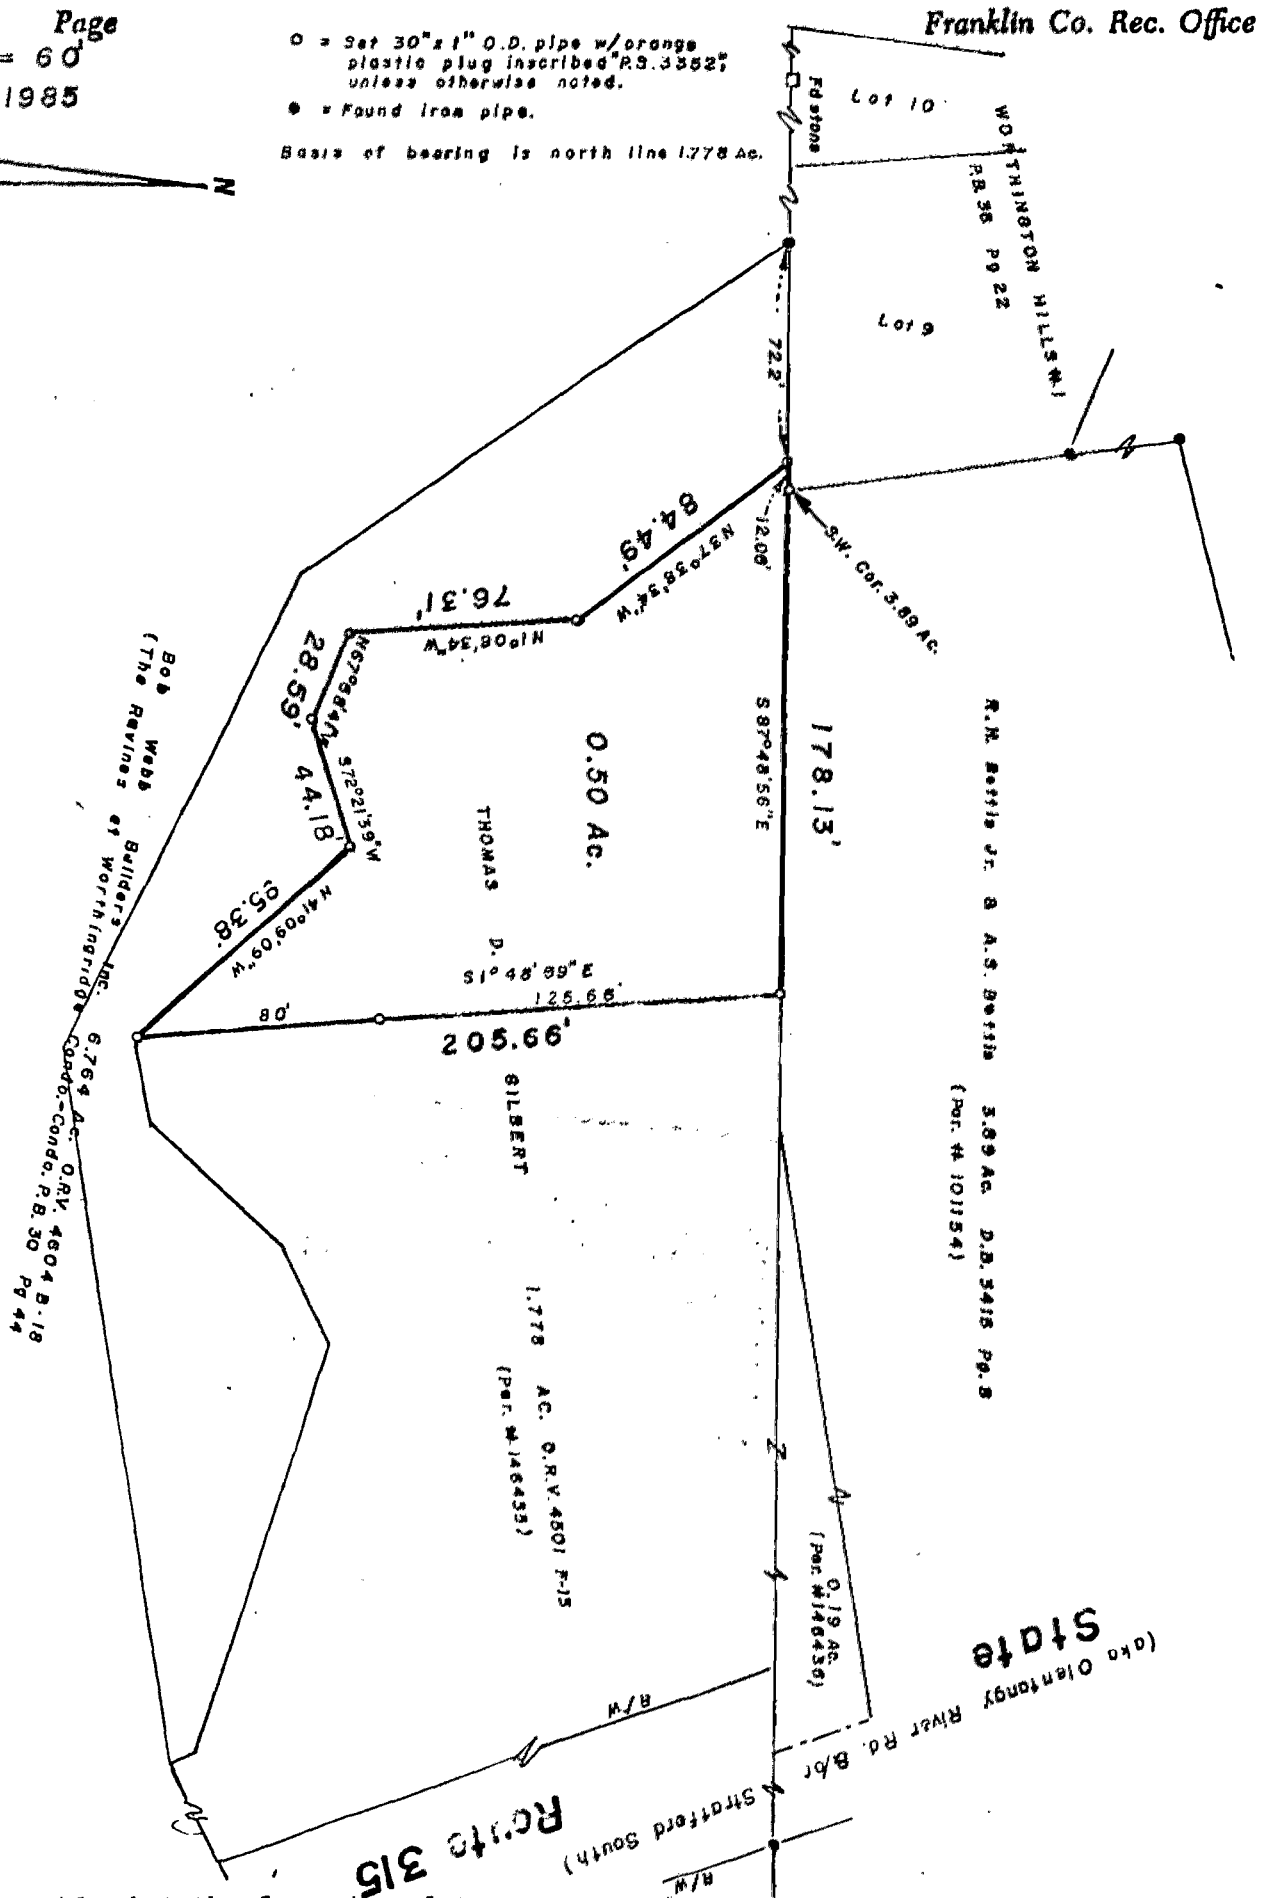 Page
Franklin Co. Rec. Office
= 60'
1985
o = Set 30" x 1" O.D. pipe w/orange
plastic plug inscribed "P.S. 3352",
unless otherwise noted.
● = Found iron pipe.
Basis of bearing is north line 1.778 Ac.
N
Fd stone
Lot 10
WORTHINGTON HILLS #1
P.B. 38 Pg 22
Lot 9
72.2'
12.06'
S.W. Cor. 3.89 Ac.
84.49'
N37°38'34"W
76.31'
N1°08'34"W
28.59'
44.18'
S72°21'39"W
85.38'
N41°09'09"W
178.13'
S87°48'56"E
0.50 Ac.
THOMAS D.
GILBERT
S1°48'59"E
125.66'
80'
205.66'
1.778 AC. O.R.V. 4501 F-13
(Par. # 146435)
R.M. Bettis Jr. & A.S. Bettis 3.89 Ac. D.B. 3418 Pg. 8
(Par. # 101154)
Bob Webb Builders Inc. 6.764 Ac. O.R.V. 4604 B-18
(The Ravines at Worthingridge Condo.-Condo. P.B. 30 Pg 44
0.19 Ac.
(Par. #146436)
R/W
State
Route 315
(aka Olentangy River Rd. &/or
Stratford South)
R/W